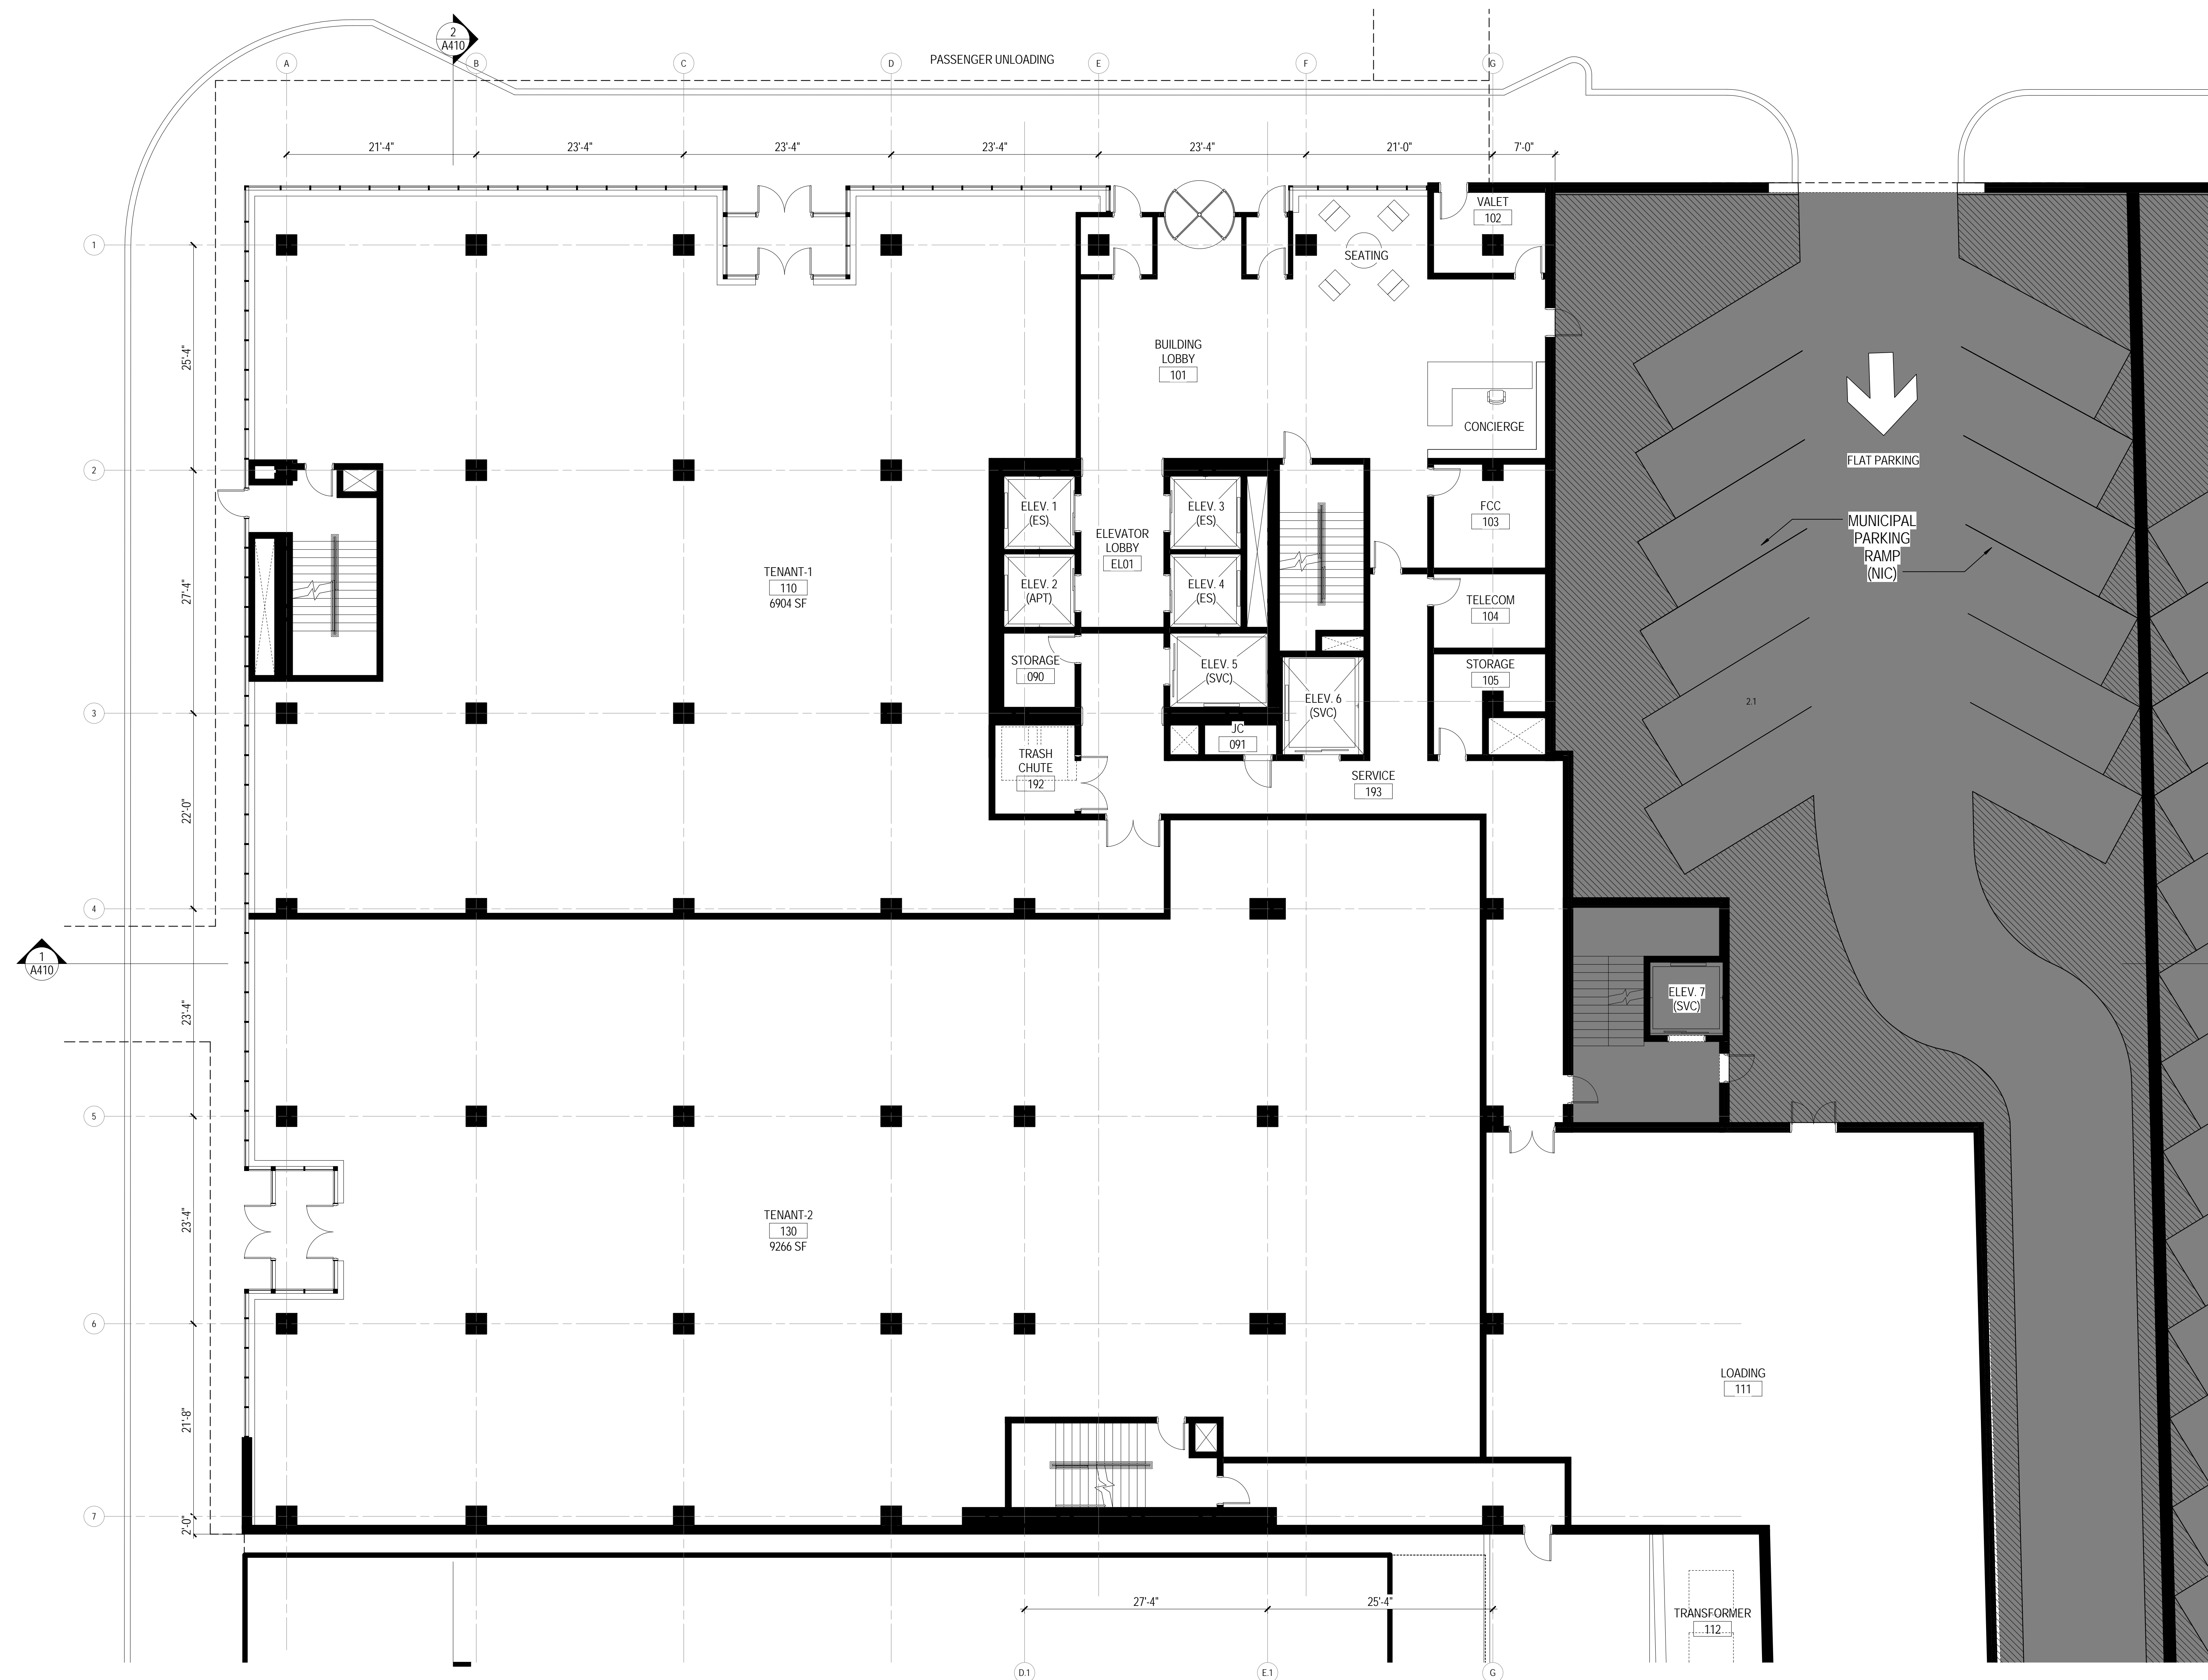 2
A410
PASSENGER UNLOADING
A
B
C
D
E
F
G
21'-4"
23'-4"
23'-4"
23'-4"
23'-4"
21'-0"
7'-0"
1
2
3
4
5
6
7
25'-4"
27'-4"
22'-0"
23'-4"
23'-4"
21'-8"
2'-0"
1
A410
VALET
102
SEATING
BUILDING
LOBBY
101
CONCIERGE
FLAT PARKING
MUNICIPAL
PARKING
RAMP
(NIC)
2.1
ELEV. 1
(ES)
ELEV. 3
(ES)
ELEVATOR
LOBBY
EL01
ELEV. 2
(APT)
ELEV. 4
(ES)
FCC
103
TENANT-1
110
6904 SF
TELECOM
104
STORAGE
090
ELEV. 5
(SVC)
STORAGE
105
ELEV. 6
(SVC)
JC
091
TRASH
CHUTE
192
SERVICE
193
ELEV. 7
(SVC)
TENANT-2
130
9266 SF
LOADING
111
27'-4"
25'-4"
TRANSFORMER
112
D.1
E.1
G